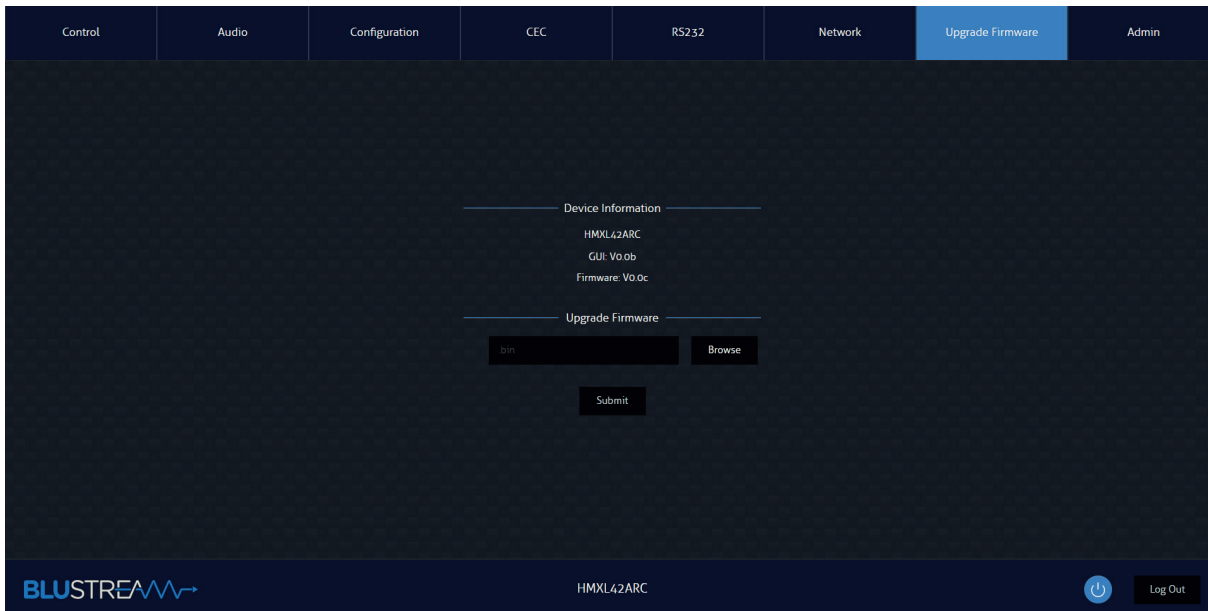 Control Audio Configuration CEC RS232 Network Upgrade Firmware Admin
Device Information
HMXL42ARC
GUI: V0.0b
Firmware: V0.0c
Upgrade Firmware
.bin Browse
Submit
BLUSTREAM HMXL42ARC Log Out